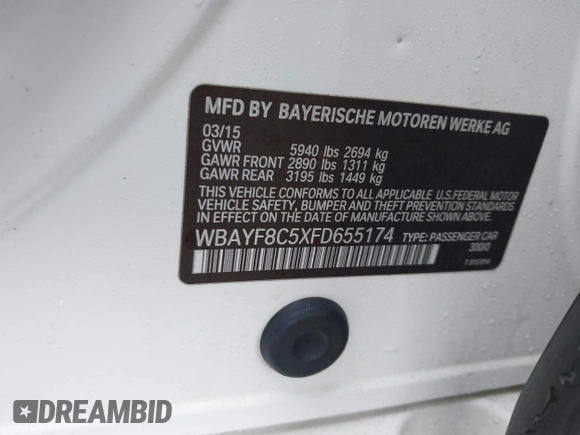 MFD BY BAYERISCHE MOTOREN WERKE AG
03/15
GVWR 5940 lbs 2694 kg
GAWR FRONT 2890 lbs 1311 kg
GAWR REAR 3195 lbs 1449 kg
THIS VEHICLE CONFORMS TO ALL APPLICABLE U.S.FEDERAL MOTOR
VEHICLE SAFETY, BUMPER AND THEFT PREVENTION STANDARDS
IN EFFECT ON THE DATE OF MANUFACTURE SHOWN ABOVE.
WBAYF8C5XFD655174 TYPE: PASSENGER CAR
300/0
DREAMBID